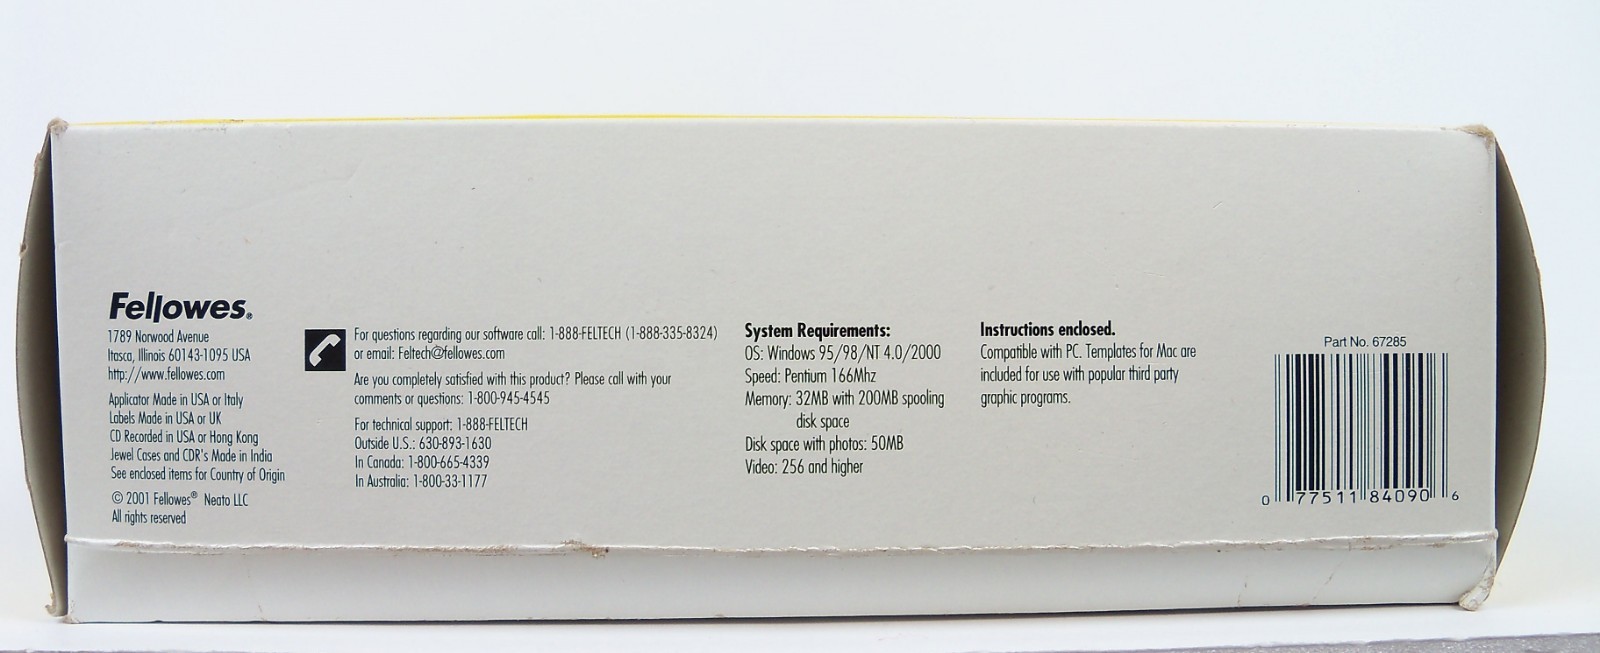 Fellowes®
1789 Norwood Avenue
Itasca, Illinois 60143-1095 USA
http://www.fellowes.com
Applicator Made in USA or Italy
Labels Made in USA or UK
CD Recorded in USA or Hong Kong
Jewel Cases and CDR's Made in India
See enclosed items for Country of Origin
© 2001 Fellowes® Neato LLC
All rights reserved
For questions regarding our software call: 1-888-FELTECH (1-888-335-8324)
or email: Feltech@fellowes.com
Are you completely satisfied with this product? Please call with your
comments or questions: 1-800-945-4545
For technical support: 1-888-FELTECH
Outside U.S.: 630-893-1630
In Canada: 1-800-665-4339
In Australia: 1-800-33-1177
System Requirements:
OS: Windows 95/98/NT 4.0/2000
Speed: Pentium 166Mhz
Memory: 32MB with 200MB spooling
disk space
Disk space with photos: 50MB
Video: 256 and higher
Instructions enclosed.
Compatible with PC. Templates for Mac are
included for use with popular third party
graphic programs.
Part No. 67285
0 77511 84090 6